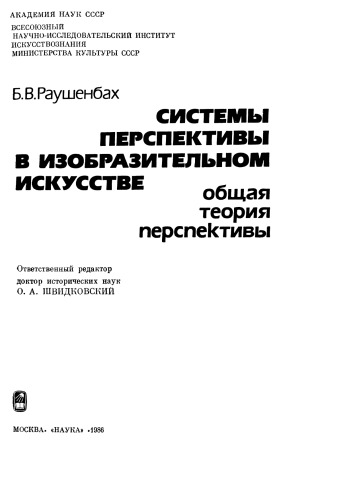 АКАДЕМИЯ НАУК СССР
ВСЕСОЮЗНЫЙ
НАУЧНО-ИССЛЕДОВАТЕЛЬСКИЙ ИНСТИТУТ
ИСКУССТВОЗНАНИЯ
МИНИСТЕРСТВА КУЛЬТУРЫ СССР
Б.В.Раушенбах
СИСТЕМЫ
ПЕРСПЕКТИВЫ
В ИЗОБРАЗИТЕЛЬНОМ
ИСКУССТВЕ
общая
теория
перспективы
Ответственный редактор
доктор исторических наук
О. А. ШВИДКОВСКИЙ
МОСКВА· «НАУКА» ·1986